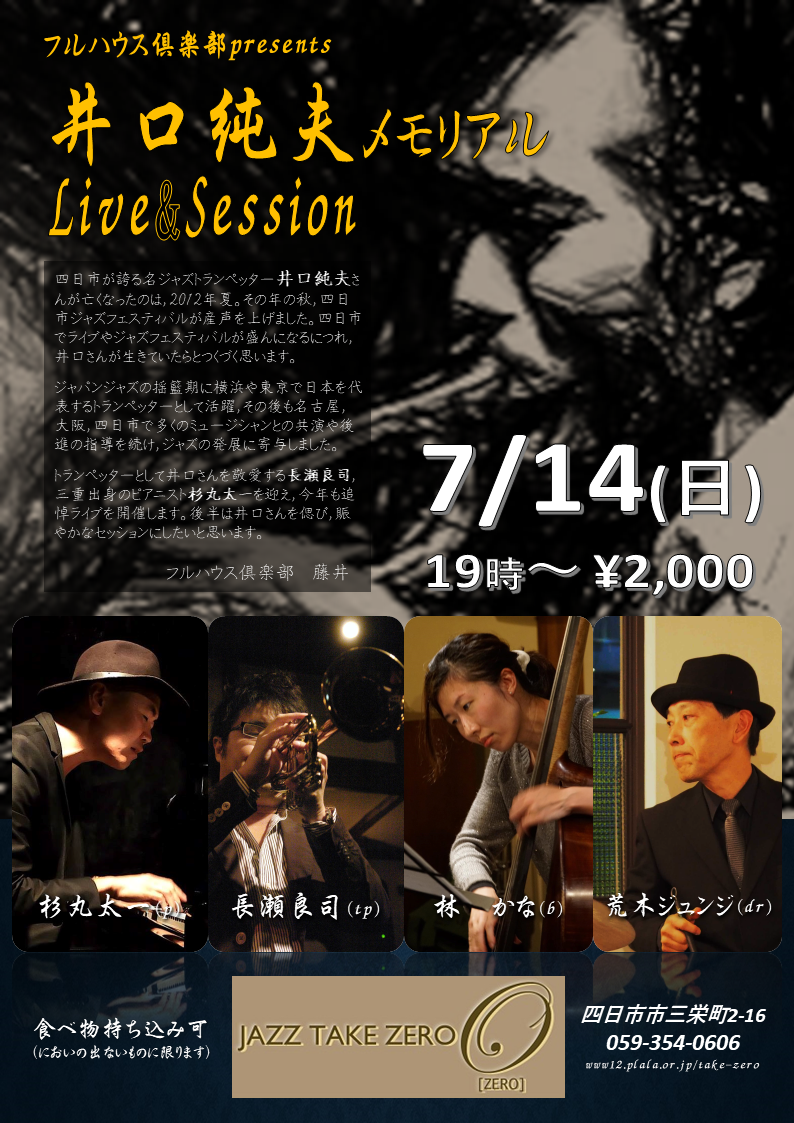 フルハウス倶楽部presents
井口純夫メモリアル
Live&Session
四日市が誇る名ジャズトランペッター井口純夫さ
んが亡くなったのは，2012年夏。その年の秋，四日
市ジャズフェスティバルが産声を上げました。四日市
でライブやジャズフェスティバルが盛んになるにつれ，
井口さんが生きていたらとつくづく思います。
ジャパンジャズの揺籃期に横浜や東京で日本を代
表するトランペッターとして活躍，その後も名古屋，
大阪，四日市で多くのミュージシャンとの共演や後
進の指導を続け，ジャズの発展に寄与しました。
トランペッターとして井口さんを敬愛する長瀬良司，
三重出身のピアニスト杉丸太一を迎え，今年も追
悼ライブを開催します。後半は井口さんを偲び，賑
やかなセッションにしたいと思います。
フルハウス倶楽部　藤井
7/14(日)
19時～ ¥2,000
杉丸太一(p)
長瀬良司(tp)
林　かな(b)
荒木ジュンジ(dr)
食べ物持ち込み可
(においの出ないものに限ります)
JAZZ TAKE ZERO
[ZERO]
四日市市三栄町2-16
059-354-0606
www12.plala.or.jp/take-zero